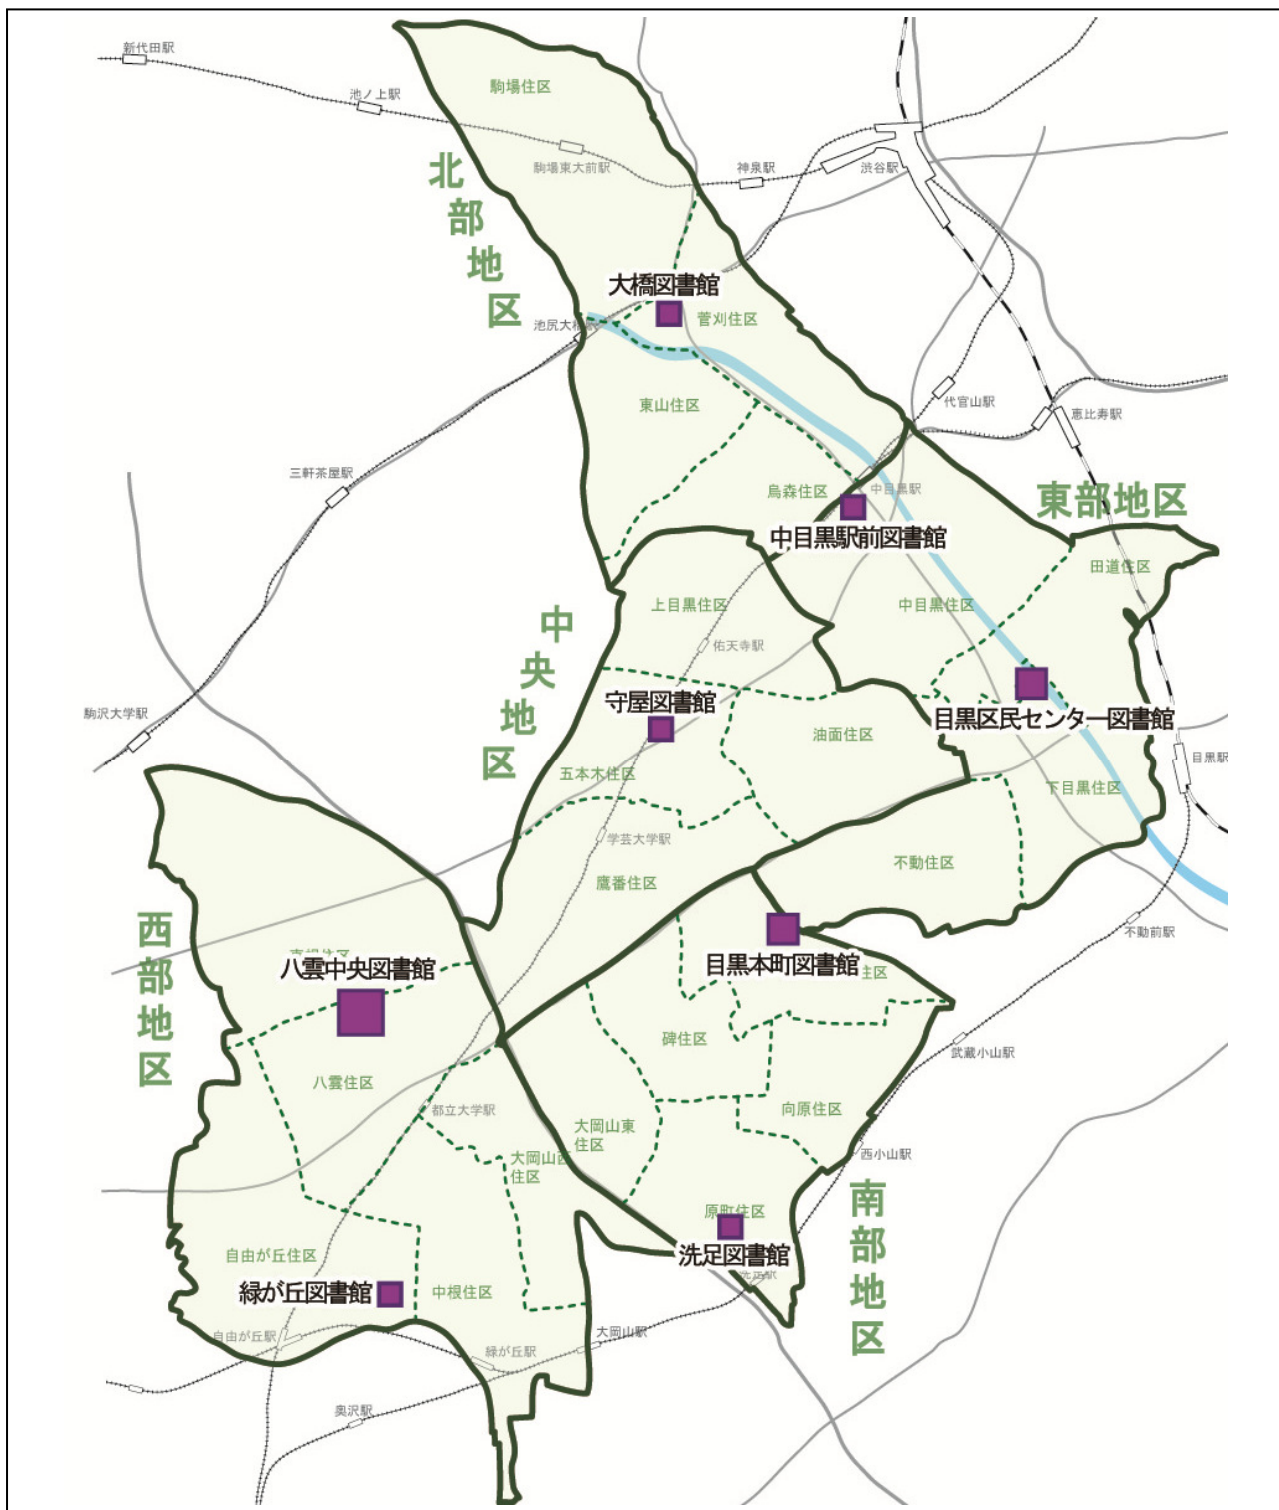 新代田駅
池ノ上駅
駒場住区
駒場東大前駅
神泉駅
渋谷駅
北部地区
大橋図書館
菅刈住区
池尻大橋駅
東山住区
代官山駅
恵比寿駅
三軒茶屋駅
烏森住区
中目黒駅
中目黒駅前図書館
東部地区
田道住区
中目黒住区
上目黒住区
祐天寺駅
中央地区
守屋図書館
油面住区
目黒区民センター図書館
駒沢大学駅
目黒駅
五本木住区
下目黒住区
学芸大学駅
鷹番住区
不動住区
不動前駅
西部地区
八雲中央図書館
目黒本町図書館
住区
碑住区
武蔵小山駅
八雲住区
都立大学駅
向原住区
大岡山東
住区
大岡山西
住区
西小山駅
南部地区
原町住区
洗足図書館
洗足駅
自由が丘住区
緑が丘図書館
中根住区
自由が丘駅
緑が丘駅
大岡山駅
奥沢駅